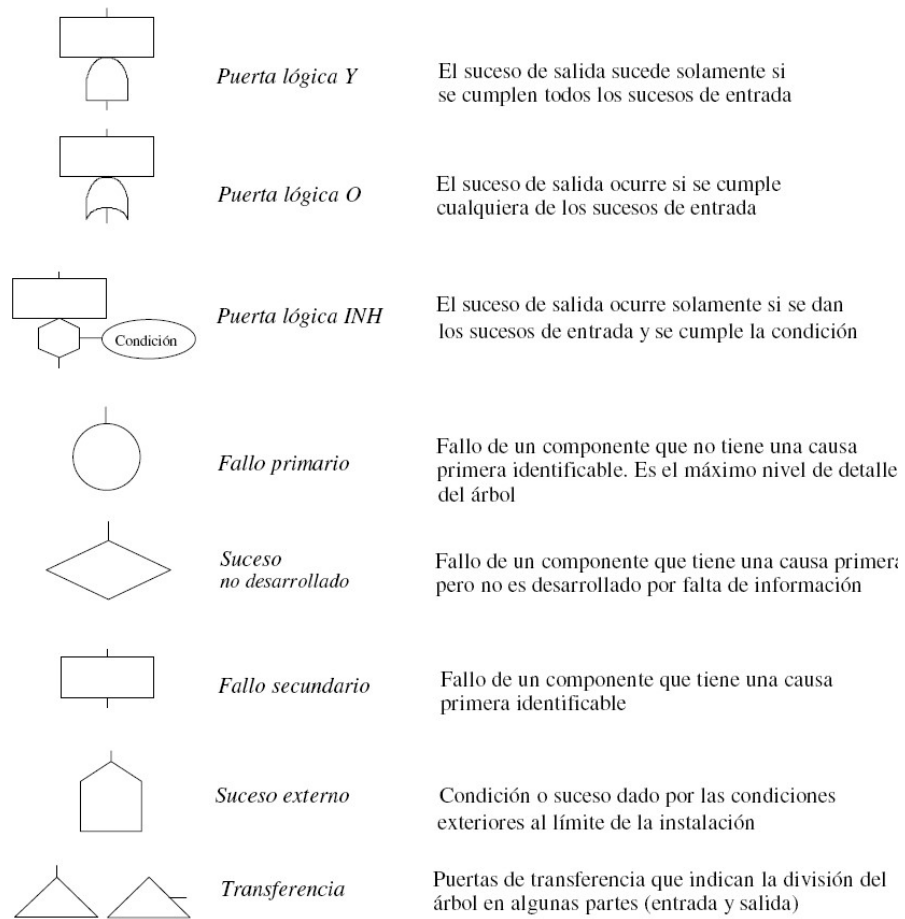 Puerta lógica Y
El suceso de salida sucede solamente si
se cumplen todos los sucesos de entrada
Puerta lógica O
El suceso de salida ocurre si se cumple
cualquiera de los sucesos de entrada
Condición
Puerta lógica INH
El suceso de salida ocurre solamente si se dan
los sucesos de entrada y se cumple la condición
Fallo primario
Fallo de un componente que no tiene una causa
primera identificable. Es el máximo nivel de detalle
del árbol
Suceso
no desarrollado
Fallo de un componente que tiene una causa primera
pero no es desarrollado por falta de información
Fallo secundario
Fallo de un componente que tiene una causa
primera identificable
Suceso externo
Condición o suceso dado por las condiciones
exteriores al límite de la instalación
Transferencia
Puertas de transferencia que indican la división del
árbol en algunas partes (entrada y salida)